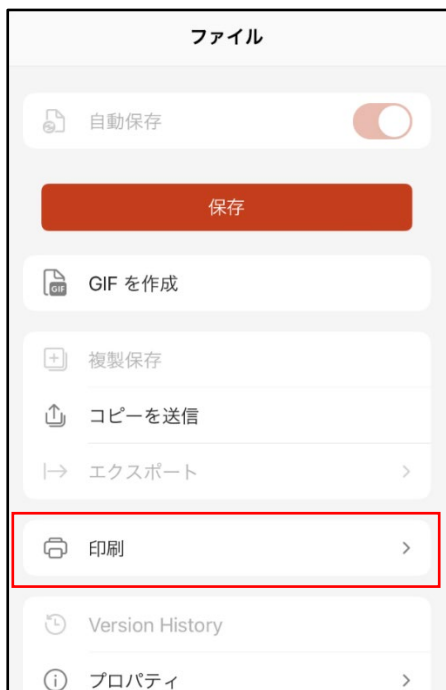 ファイル
自動保存
保存
GIF を作成
複製保存
コピーを送信
エクスポート
印刷
Version History
プロパティ